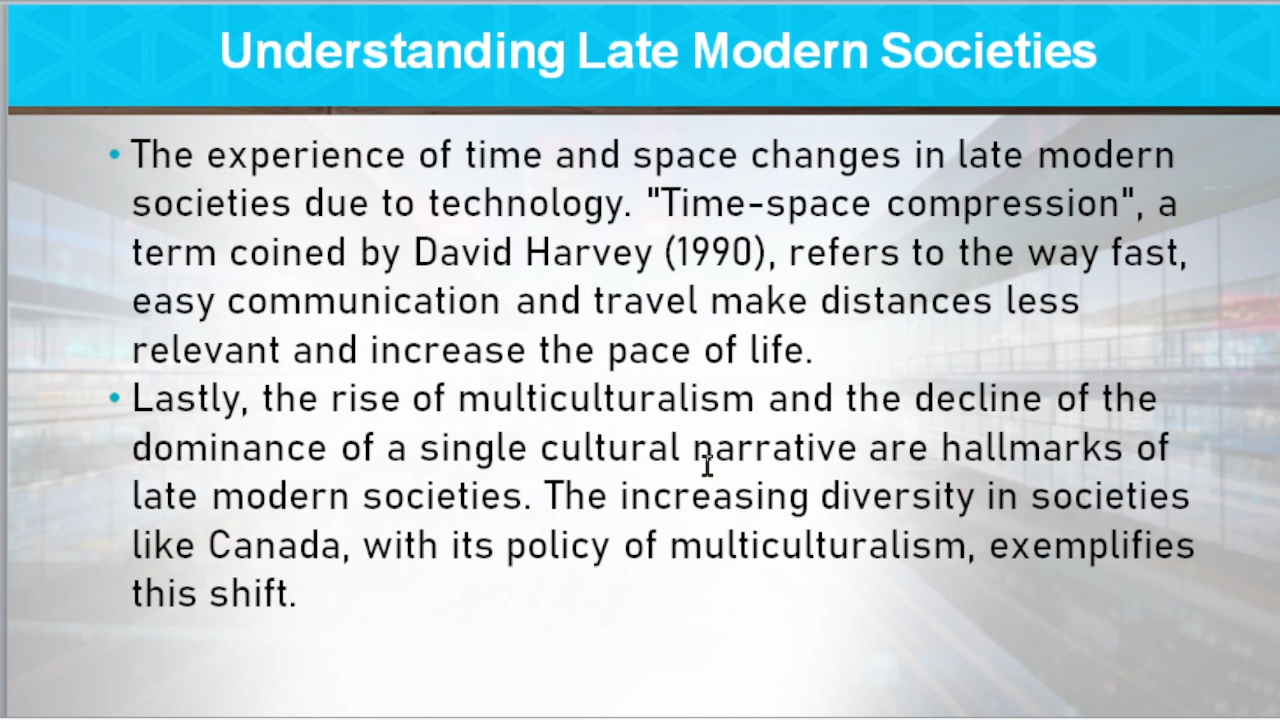 Understanding Late Modern Societies
• The experience of time and space changes in late modern
societies due to technology. "Time-space compression", a
term coined by David Harvey (1990), refers to the way fast,
easy communication and travel make distances less
relevant and increase the pace of life.
• Lastly, the rise of multiculturalism and the decline of the
dominance of a single cultural narrative are hallmarks of
late modern societies. The increasing diversity in societies
like Canada, with its policy of multiculturalism, exemplifies
this shift.